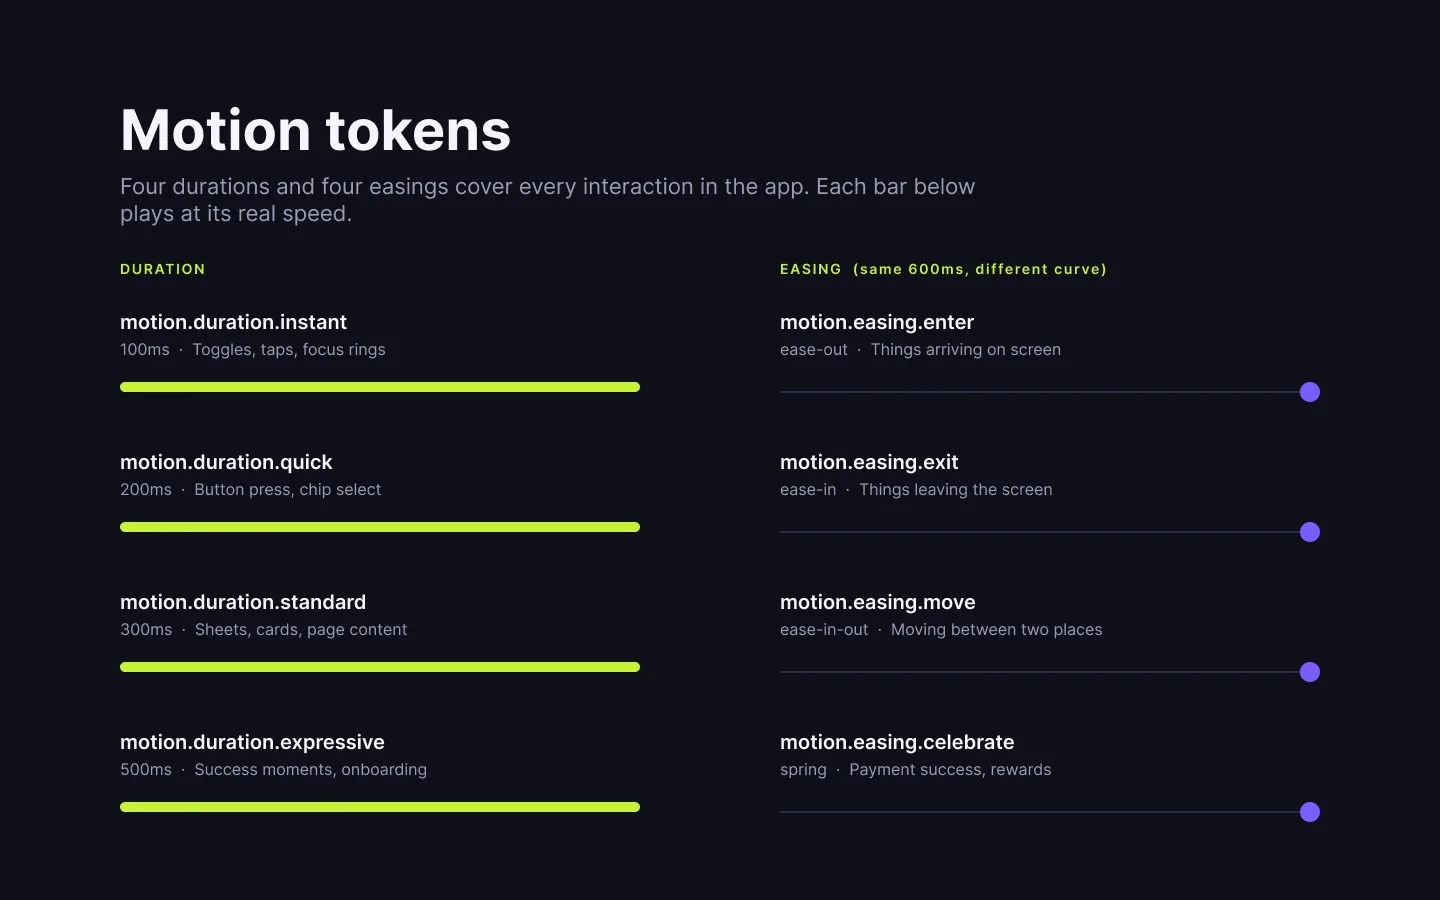 Motion tokens
Four durations and four easings cover every interaction in the app. Each bar below
plays at its real speed.
DURATION
motion.duration.instant
100ms · Toggles, taps, focus rings
motion.duration.quick
200ms · Button press, chip select
motion.duration.standard
300ms · Sheets, cards, page content
motion.duration.expressive
500ms · Success moments, onboarding
EASING (same 600ms, different curve)
motion.easing.enter
ease-out · Things arriving on screen
motion.easing.exit
ease-in · Things leaving the screen
motion.easing.move
ease-in-out · Moving between two places
motion.easing.celebrate
spring · Payment success, rewards